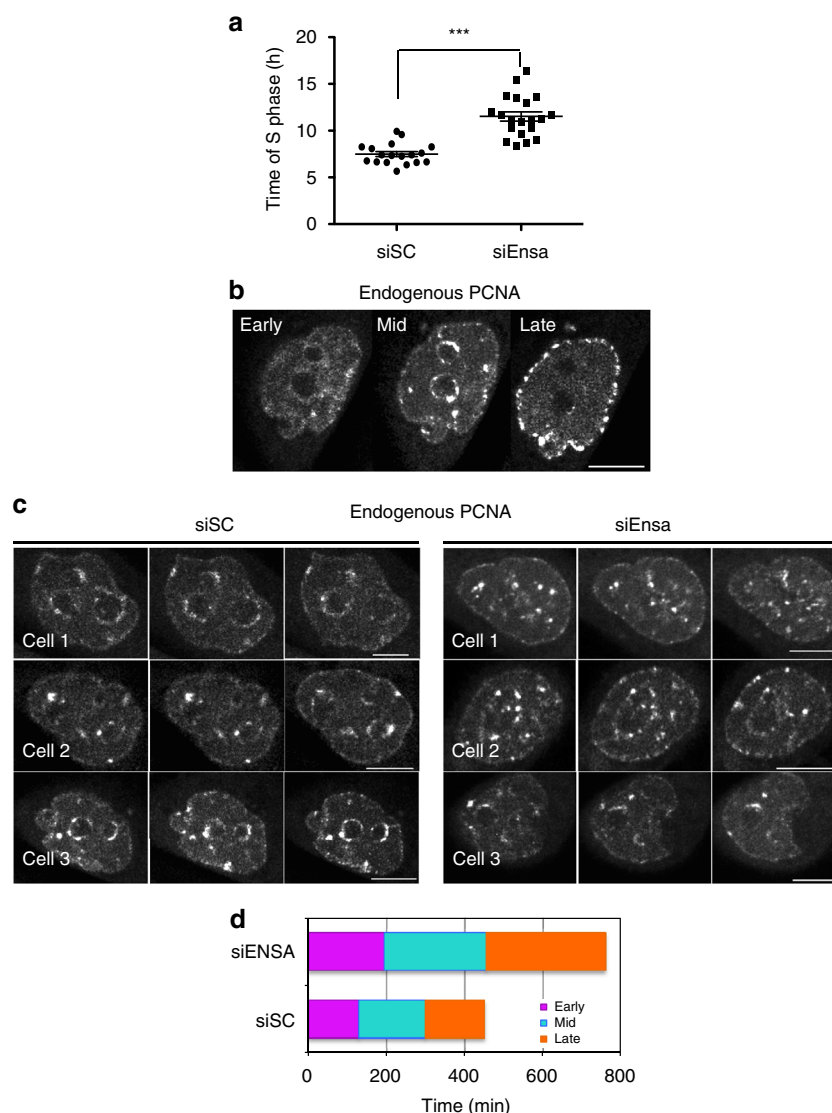 a
***
20
15
10
5
0
Time of S phase (h)
siSC
siEnsa
b
Endogenous PCNA
Early
Mid
Late
c
Endogenous PCNA
siSC
siEnsa
Cell 1
Cell 1
Cell 2
Cell 2
Cell 3
Cell 3
d
siENSA
siSC
Early
Mid
Late
0
200
400
600
800
Time (min)